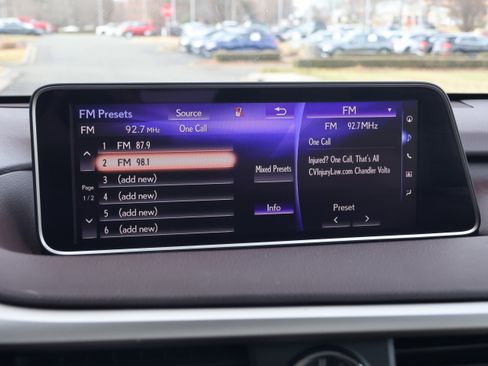 FM Presets Source
FM 92.7 MHz One Call
1 FM 87.9
2 FM 98.1
3 (add new)
4 (add new)
5 (add new)
6 (add new)
Page
1 / 2
Mixed Presets
Info
FM
FM 92.7MHz
One Call
Injured? One Call, That's All
CVInjuryLaw.com Chandler Volta
Preset